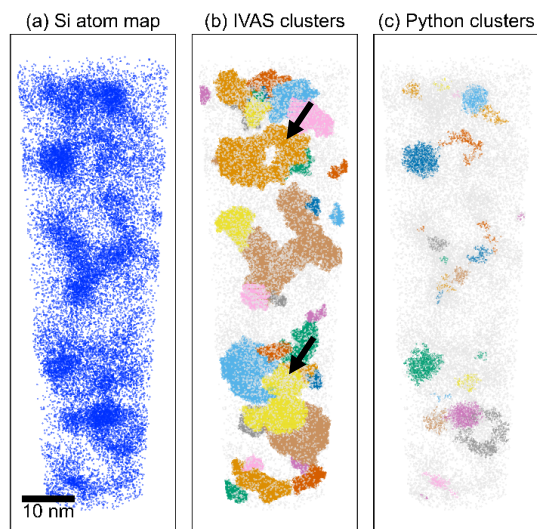 (a) Si atom map
(b) IVAS clusters
(c) Python clusters
10 nm